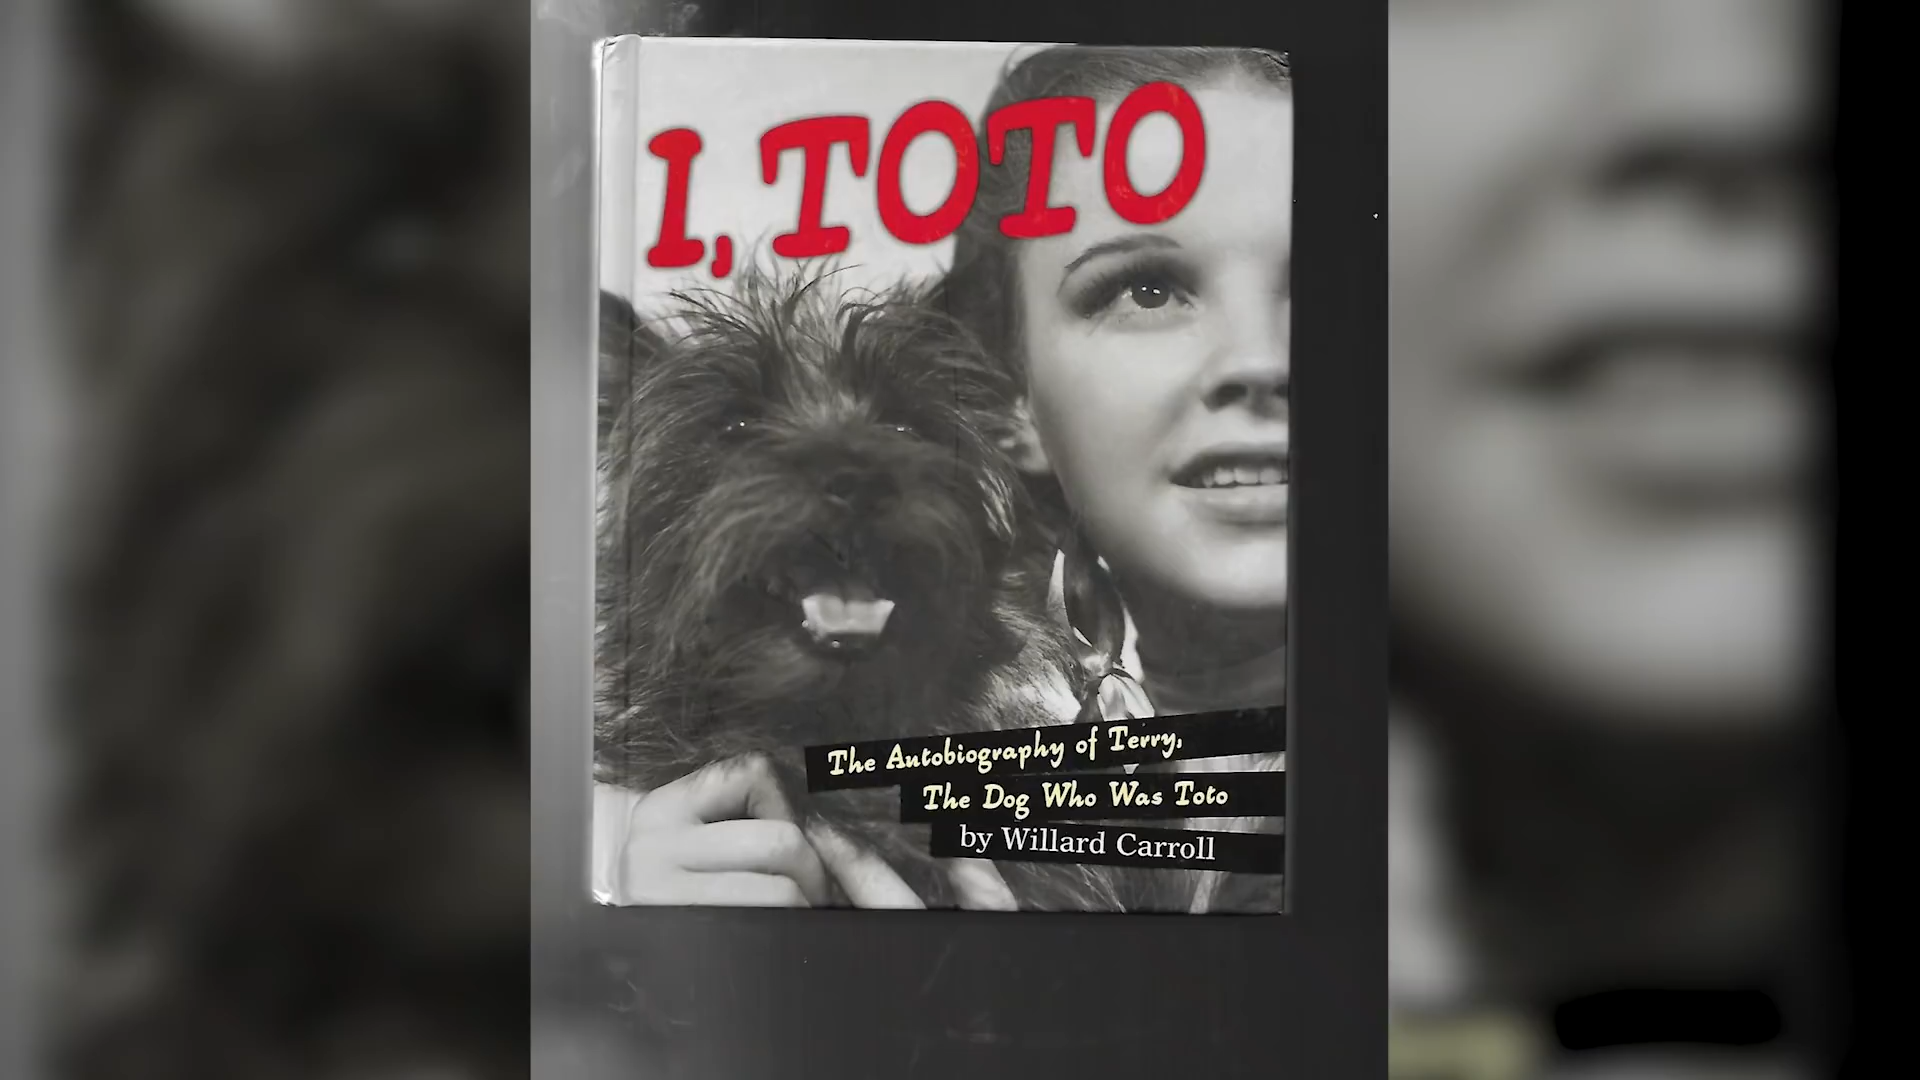 I, TOTO
The Autobiography of Terry,
The Dog Who Was Toto
by Willard Carroll